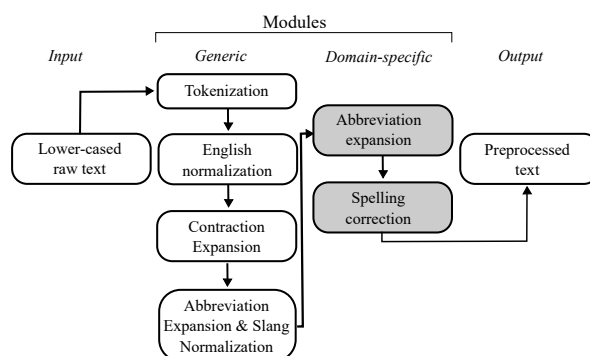 Modules
Input
Generic
Domain-specific
Output
Tokenization
Lower-cased
raw text
English
normalization
Contraction
Expansion
Abbreviation
Expansion & Slang
Normalization
Abbreviation
expansion
Spelling
correction
Preprocessed
text